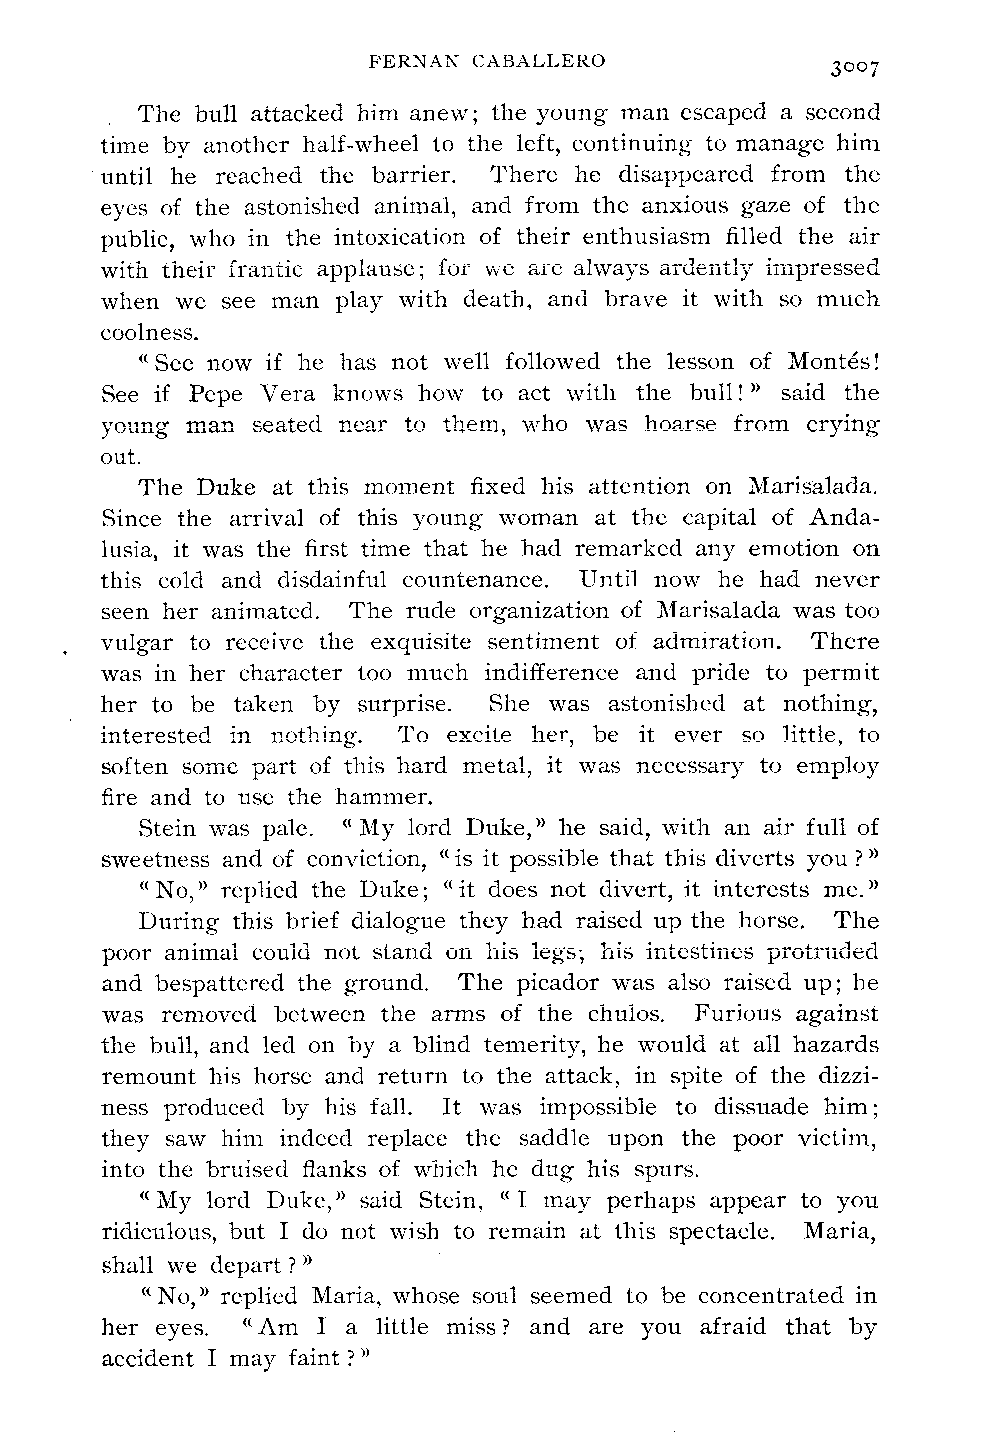 FERNAN CABALLERO
3007
The bull attacked him anew; the young man escaped a second
time by another half-wheel to the left, continuing to manage him
until he reached the barrier. There he disappeared from the
eyes of the astonished animal, and from the anxious gaze of the
public, who in the intoxication of their enthusiasm filled the air
with their frantic applause; for we are always ardently impressed
when we see man play with death, and brave it with so much
coolness.
“See now if he has not well followed the lesson of Montés!
See if Pepe Vera knows how to act with the bull!” said the
young man seated near to them, who was hoarse from crying
out.
The Duke at this moment fixed his attention on Marisalada.
Since the arrival of this young woman at the capital of Anda-
lusia, it was the first time that he had remarked any emotion on
this cold and disdainful countenance. Until now he had never
seen her animated. The rude organization of Marisalada was too
vulgar to receive the exquisite sentiment of admiration. There
was in her character too much indifference and pride to permit
her to be taken by surprise. She was astonished at nothing,
interested in nothing. To excite her, be it ever so little, to
soften some part of this hard metal, it was necessary to employ
fire and to use the hammer.
Stein was pale. “My lord Duke,” he said, with an air full of
sweetness and of conviction, “is it possible that this diverts you?”
“No,” replied the Duke; “it does not divert, it interests me.”
During this brief dialogue they had raised up the horse. The
poor animal could not stand on his legs; his intestines protruded
and bespattered the ground. The picador was also raised up; he
was removed between the arms of the chulos. Furious against
the bull, and led on by a blind temerity, he would at all hazards
remount his horse and return to the attack, in spite of the dizzi-
ness produced by his fall. It was impossible to dissuade him;
they saw him indeed replace the saddle upon the poor victim,
into the bruised flanks of which he dug his spurs.
“My lord Duke,” said Stein, “I may perhaps appear to you
ridiculous, but I do not wish to remain at this spectacle. Maria,
shall we depart?”
“No,” replied Maria, whose soul seemed to be concentrated in
her eyes. “Am I a little miss? and are you afraid that by
accident I may faint?”